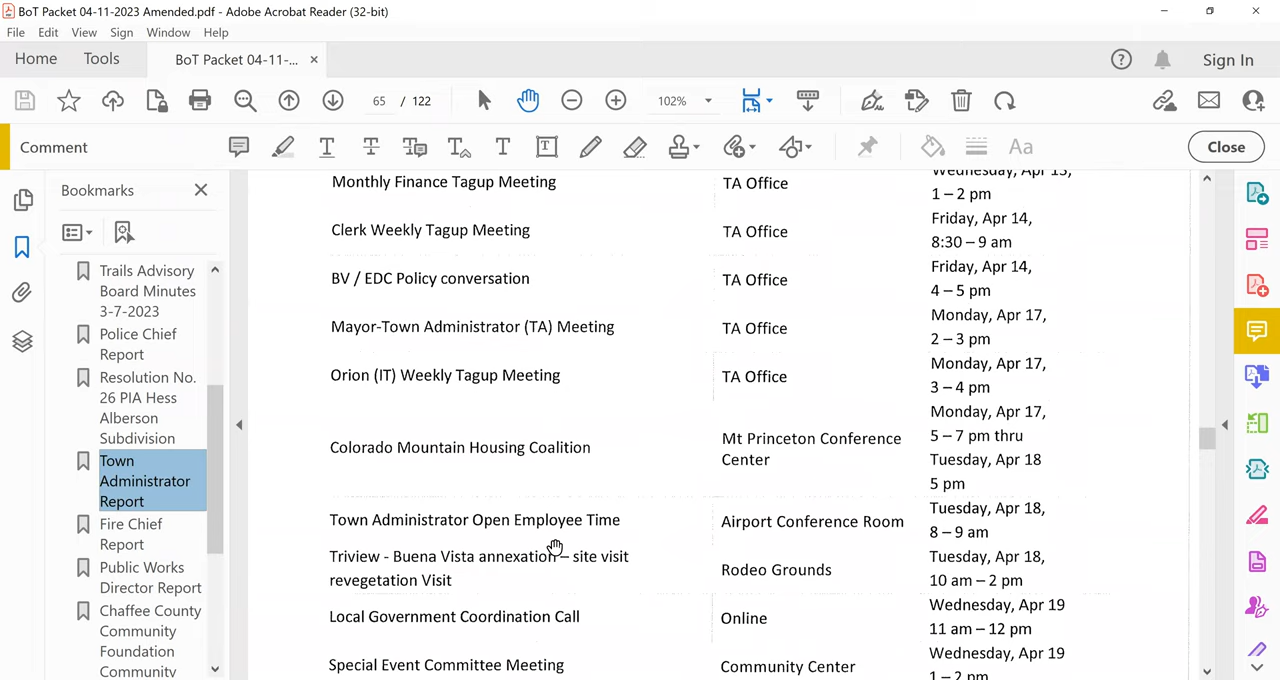 BoT Packet 04-11-2023 Amended.pdf - Adobe Acrobat Reader (32-bit)
File Edit View Sign Window Help
Home Tools BoT Packet 04-11-... × Sign In
65 / 122 102%
Comment Close
Bookmarks
Trails Advisory
Board Minutes
3-7-2023
Police Chief
Report
Resolution No.
26 PIA Hess
Alberson
Subdivision
Town
Administrator
Report
Fire Chief
Report
Public Works
Director Report
Chaffee County
Community
Foundation
Community
Monthly Finance Tagup Meeting TA Office Wednesday, Apr 13,
1 – 2 pm
Clerk Weekly Tagup Meeting TA Office Friday, Apr 14,
8:30 – 9 am
BV / EDC Policy conversation TA Office Friday, Apr 14,
4 – 5 pm
Mayor-Town Administrator (TA) Meeting TA Office Monday, Apr 17,
2 – 3 pm
Orion (IT) Weekly Tagup Meeting TA Office Monday, Apr 17,
3 – 4 pm
Colorado Mountain Housing Coalition Mt Princeton Conference Center Monday, Apr 17,
5 – 7 pm thru
Tuesday, Apr 18
5 pm
Town Administrator Open Employee Time Airport Conference Room Tuesday, Apr 18,
8 – 9 am
Triview - Buena Vista annexation – site visit
revegetation Visit Rodeo Grounds Tuesday, Apr 18,
10 am – 2 pm
Local Government Coordination Call Online Wednesday, Apr 19
11 am – 12 pm
Special Event Committee Meeting Community Center Wednesday, Apr 19
1 – 2 pm